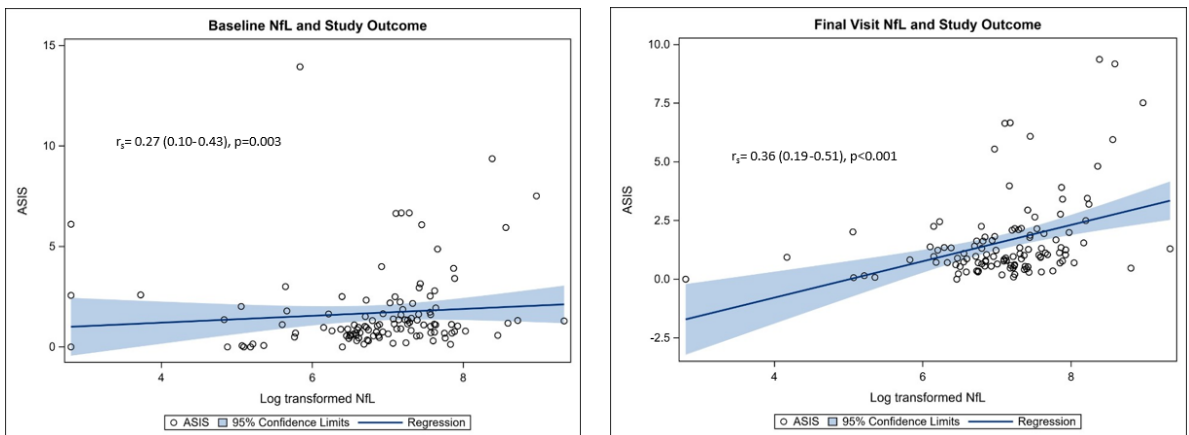 Baseline NfL and Study Outcome
15
10
5
0
ASIS
r_s= 0.27 (0.10-0.43), p=0.003
4 6 8
Log transformed NfL
ASIS 95% Confidence Limits Regression
Final Visit NfL and Study Outcome
10.0
7.5
5.0
2.5
0.0
-2.5
ASIS
r_s= 0.36 (0.19-0.51), p<0.001
4 6 8
Log transformed NfL
ASIS 95% Confidence Limits Regression